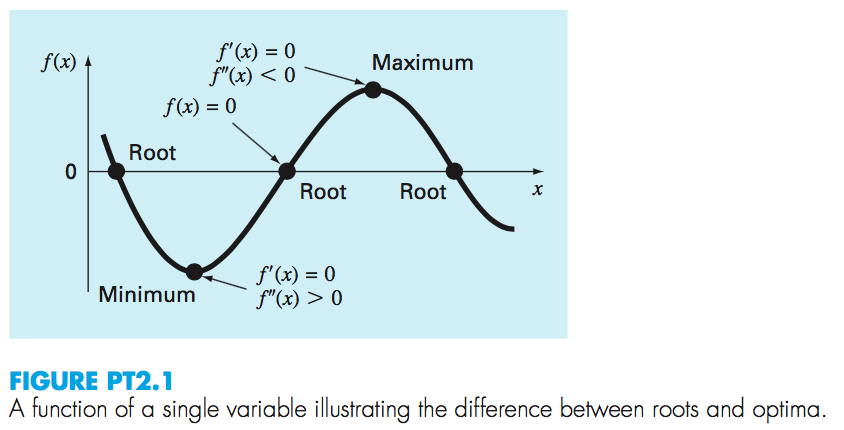 f(x)
f'(x) = 0
f"(x) < 0
Maximum
f(x) = 0
Root
0
Root
Root
x
f'(x) = 0
f"(x) > 0
Minimum
FIGURE PT2.1
A function of a single variable illustrating the difference between roots and optima.